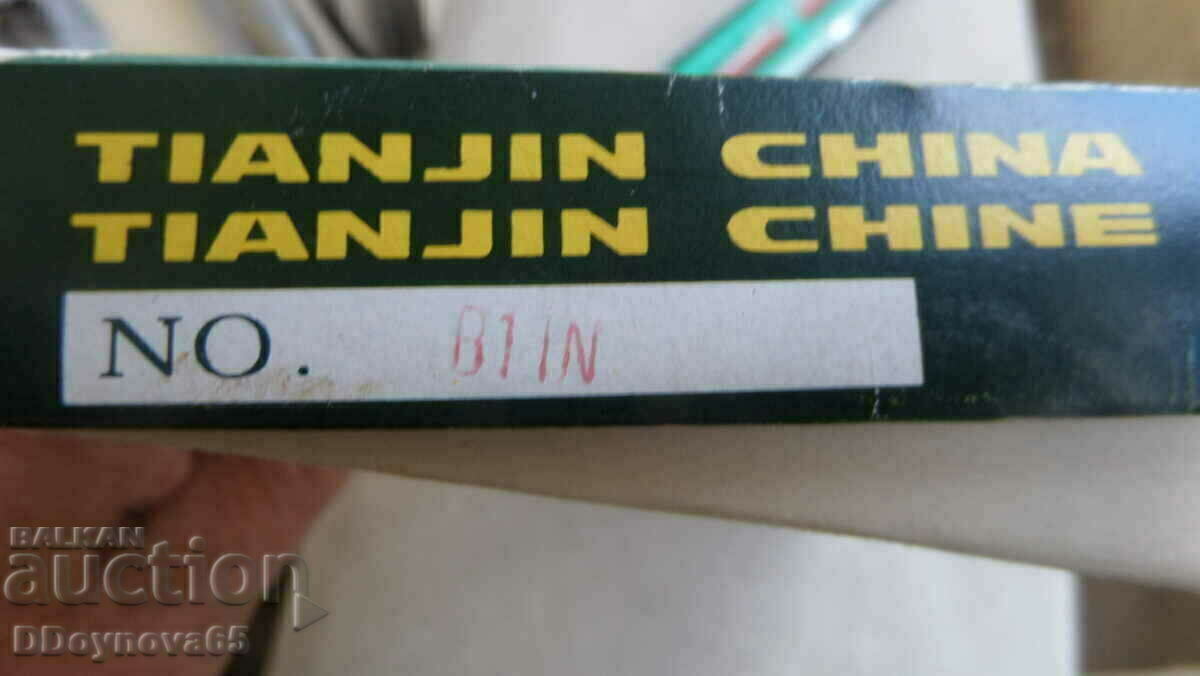 TIANJIN CHINA
TIANJIN CHINE
NO. B11N
BALKAN
auction
DDoynova65